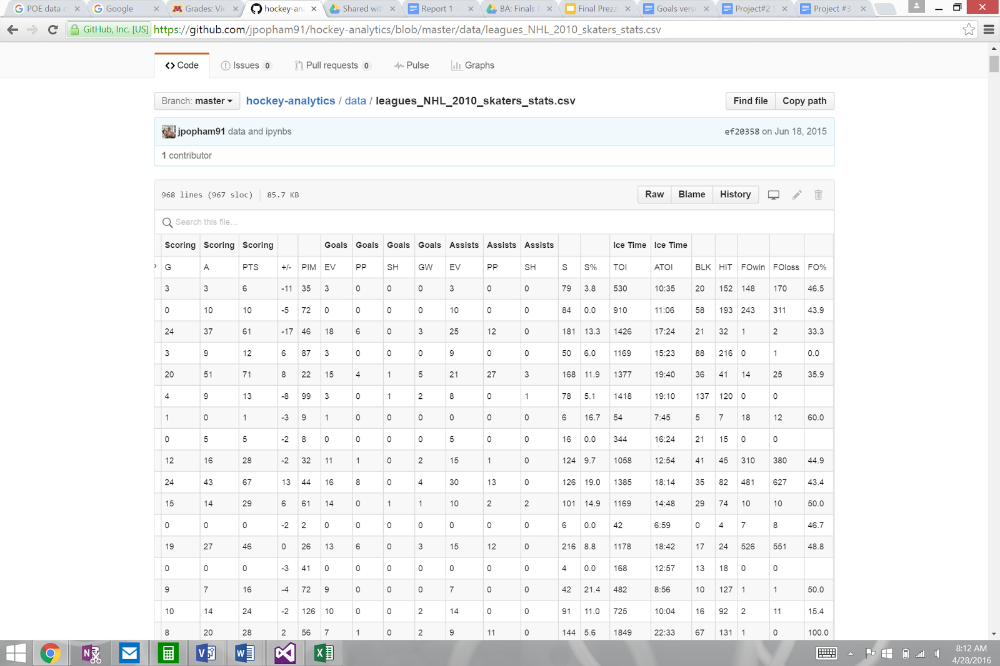 POE data c
Google
Grades: Vie
hockey-an
Shared wit
Report 1 -
BA: Finals
Final Prezz
Goals vers
Project#2
Project #3
GitHub, Inc. [US] https://github.com/jpopham91/hockey-analytics/blob/master/data/leagues_NHL_2010_skaters_stats.csv
Code Issues 0 Pull requests 0 Pulse Graphs
Branch: master hockey-analytics / data / leagues_NHL_2010_skaters_stats.csv Find file Copy path
jpopham91 data and ipynbs ef20358 on Jun 18, 2015
1 contributor
968 lines (967 sloc) 85.7 KB Raw Blame History
Search this file…
Scoring Scoring Scoring Goals Goals Goals Goals Assists Assists Assists Ice Time Ice Time
G A PTS +/- PIM EV PP SH GW EV PP SH S S% TOI ATOI BLK HIT FOwin FOloss FO%
3 3 6 -11 35 3 0 0 0 3 0 0 79 3.8 530 10:35 20 152 148 170 46.5
0 10 10 -5 72 0 0 0 0 10 0 0 84 0.0 910 11:06 58 193 243 311 43.9
24 37 61 -17 46 18 6 0 3 25 12 0 181 13.3 1426 17:24 21 32 1 2 33.3
3 9 12 6 87 3 0 0 0 9 0 0 50 6.0 1169 15:23 88 216 0 1 0.0
20 51 71 8 22 15 4 1 5 21 27 3 168 11.9 1377 19:40 36 41 14 25 35.9
4 9 13 -8 99 3 0 1 2 8 0 1 78 5.1 1418 19:10 137 120 0 0
1 0 1 -3 9 1 0 0 0 0 0 0 6 16.7 54 7:45 5 7 18 12 60.0
0 5 5 -2 8 0 0 0 0 5 0 0 16 0.0 344 16:24 21 15 0 0
12 16 28 -2 32 11 1 0 2 15 1 0 124 9.7 1058 12:54 41 45 310 380 44.9
24 43 67 13 44 16 8 0 4 30 13 0 126 19.0 1385 18:14 35 82 481 627 43.4
15 14 29 6 61 14 0 1 1 10 2 2 101 14.9 1169 14:48 29 74 10 10 50.0
0 0 0 -2 2 0 0 0 0 0 0 0 6 0.0 42 6:59 0 4 7 8 46.7
19 27 46 0 26 13 6 0 3 15 12 0 216 8.8 1178 18:42 17 24 526 551 48.8
0 0 0 -3 41 0 0 0 0 0 0 0 4 0.0 168 12:57 13 18 0 0
9 7 16 -4 72 9 0 0 0 7 0 0 42 21.4 482 8:56 10 127 1 1 50.0
10 14 24 -2 126 10 0 0 2 14 0 0 91 11.0 725 10:04 16 92 2 11 15.4
8 20 28 2 56 7 1 0 2 9 11 0 144 5.6 1849 22:33 67 131 1 0 100.0
8:12 AM
4/28/2016